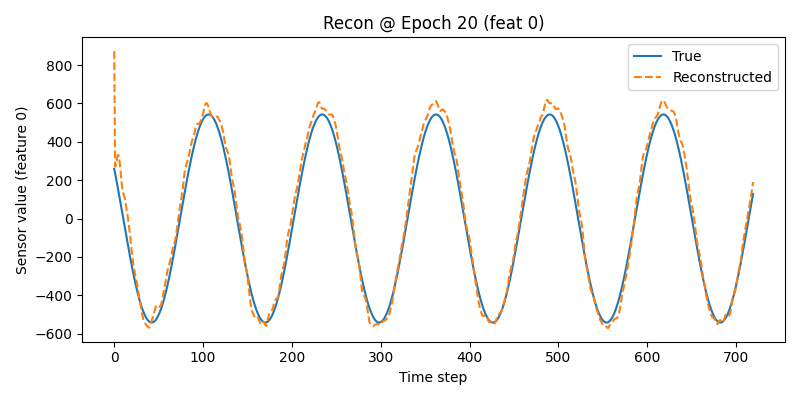 Recon @ Epoch 20 (feat 0)
True
Reconstructed
Sensor value (feature 0)
800
600
400
200
0
−200
−400
−600
0 100 200 300 400 500 600 700
Time step